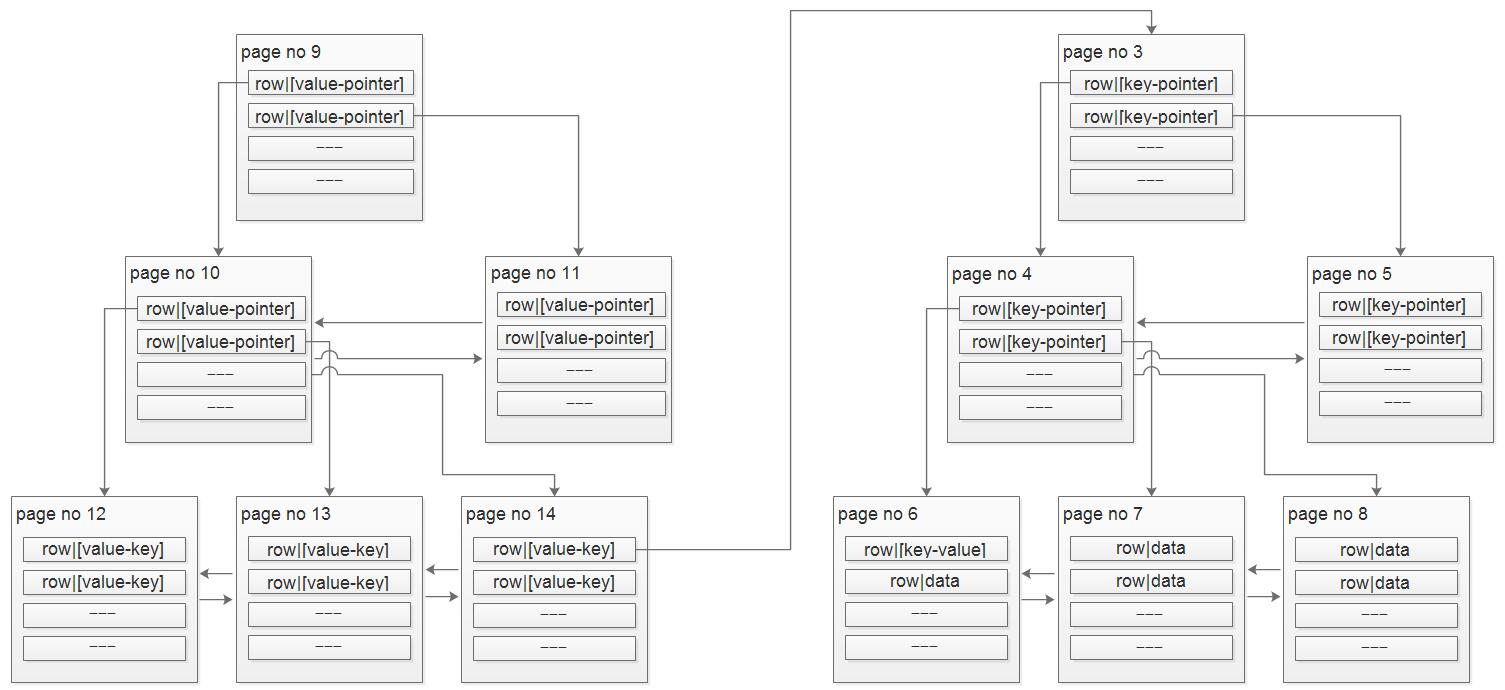 page no 9
row|[value-pointer]
row|[value-pointer]
---
---
page no 10
row|[value-pointer]
row|[value-pointer]
---
---
page no 11
row|[value-pointer]
row|[value-pointer]
---
---
page no 12
row|[value-key]
row|[value-key]
---
---
page no 13
row|[value-key]
row|[value-key]
---
---
page no 14
row|[value-key]
row|[value-key]
---
---
page no 3
row|[key-pointer]
row|[key-pointer]
---
---
page no 4
row|[key-pointer]
row|[key-pointer]
---
---
page no 5
row|[key-pointer]
row|[key-pointer]
---
---
page no 6
row|[key-value]
row|data
---
---
page no 7
row|data
row|data
---
---
page no 8
row|data
row|data
---
---